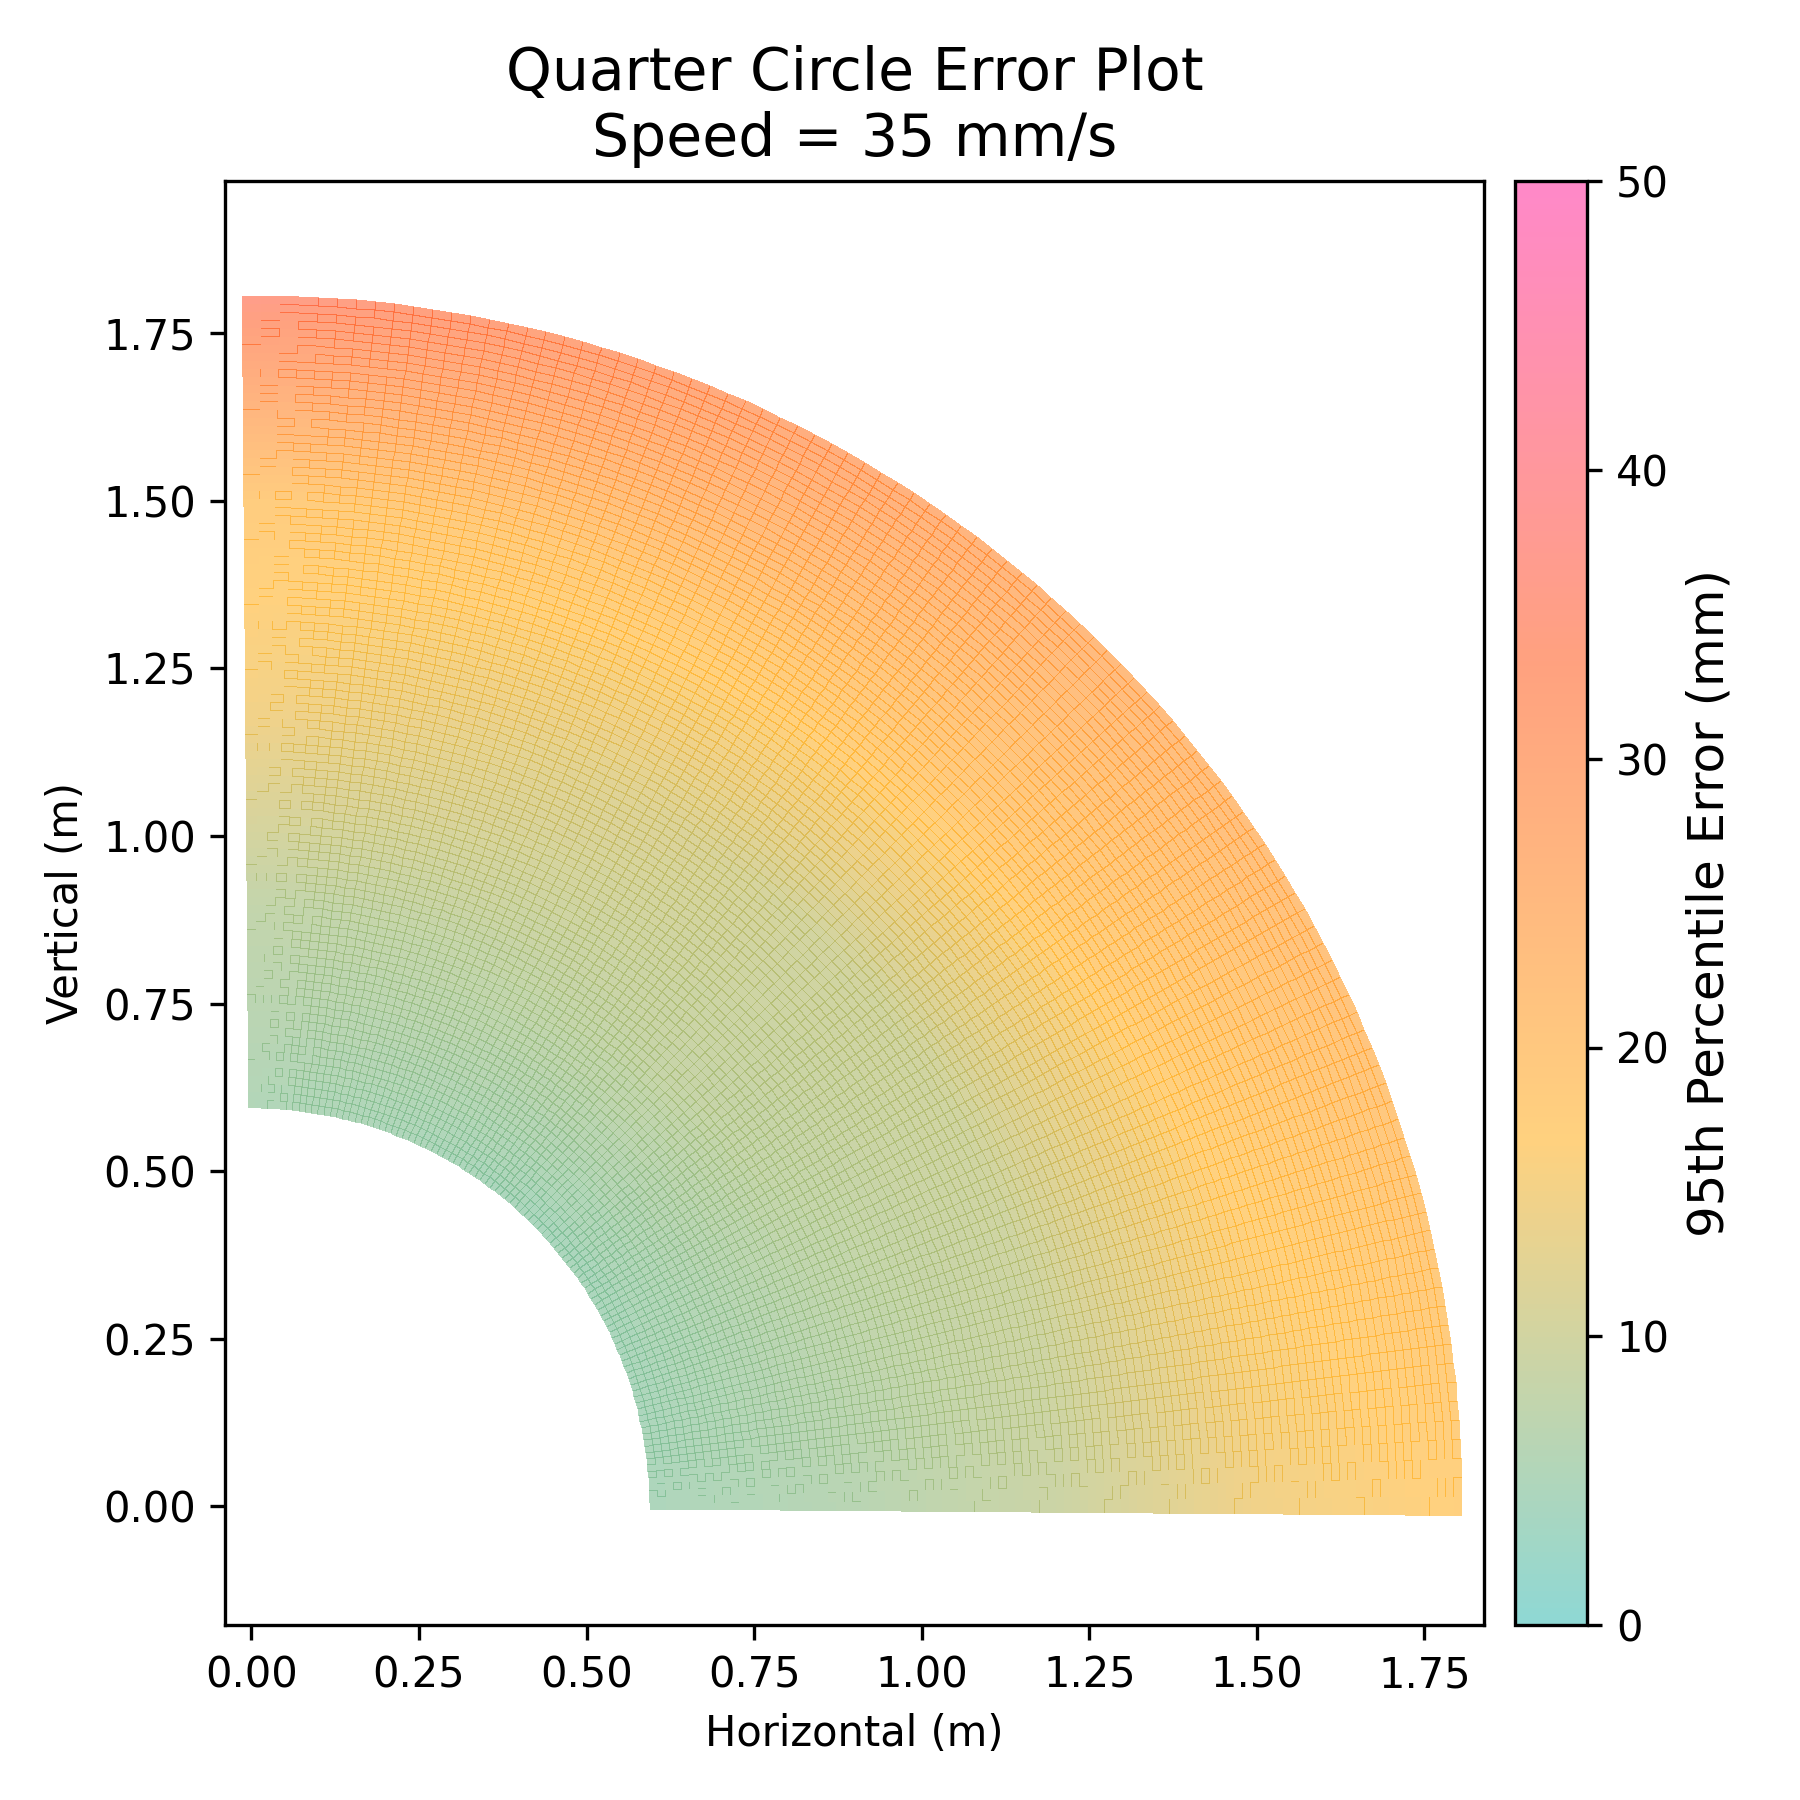 Quarter Circle Error Plot
Speed = 35 mm/s
Vertical (m)
1.75
1.50
1.25
1.00
0.75
0.50
0.25
0.00
0.00 0.25 0.50 0.75 1.00 1.25 1.50 1.75
Horizontal (m)
50
40
30
20
10
0
95th Percentile Error (mm)